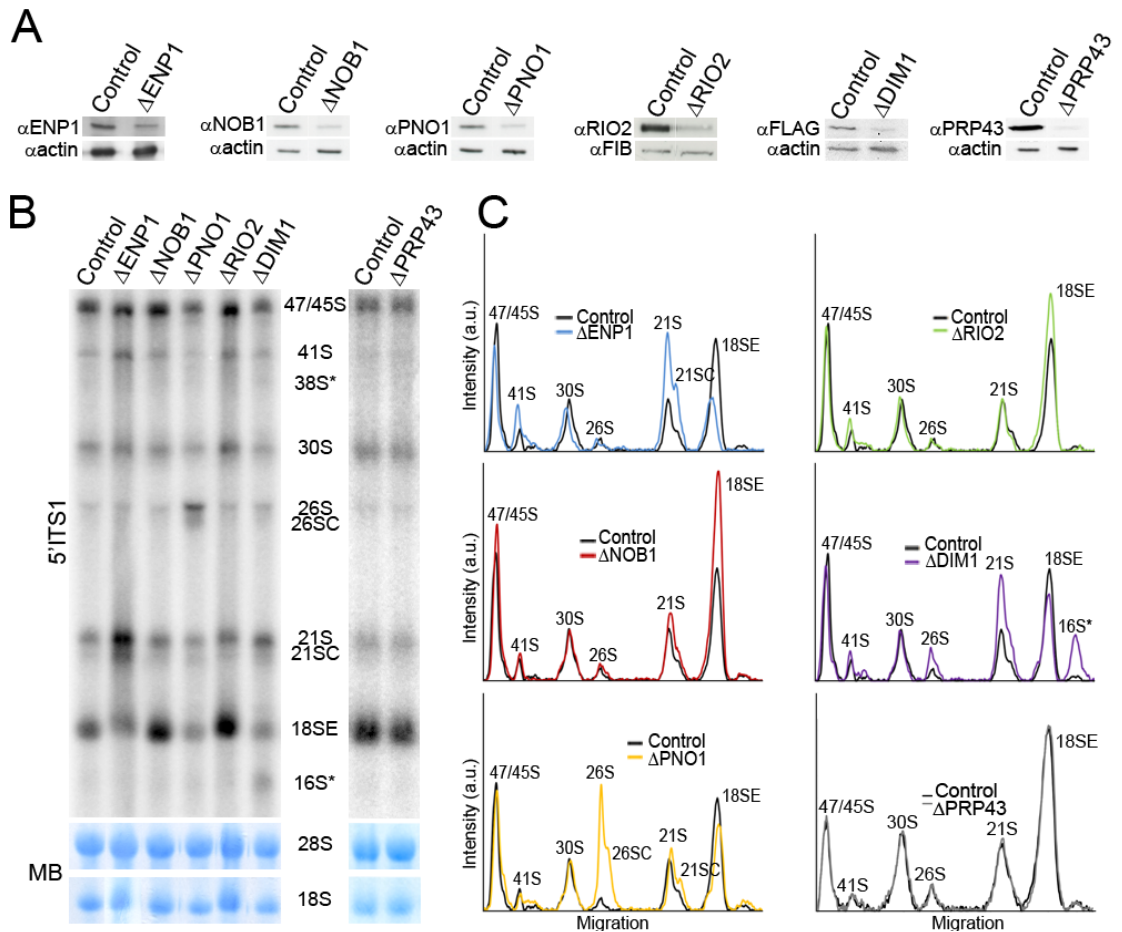 A
Control ΔENP1
αENP1
αactin
Control ΔNOB1
αNOB1
αactin
Control ΔPNO1
αPNO1
αactin
Control ΔRIO2
αRIO2
αFIB
Control ΔDIM1
αFLAG
αactin
Control ΔPRP43
αPRP43
αactin
B
Control ΔENP1 ΔNOB1 ΔPNO1 ΔRIO2 ΔDIM1
Control ΔPRP43
5'ITS1
47/45S
41S
38S*
30S
26S
26SC
21S
21SC
18SE
16S*
MB
28S
18S
C
Intensity (a.u.)
47/45S
41S
30S
26S
21S
21SC
18SE
Control
ΔENP1
47/45S
41S
30S
26S
21S
18SE
Control
ΔRIO2
Intensity (a.u.)
47/45S
41S
30S
26S
21S
18SE
Control
ΔNOB1
47/45S
41S
30S
26S
21S
18SE
16S*
Control
ΔDIM1
Intensity (a.u.)
47/45S
41S
30S
26S
26SC
21S
21SC
18SE
Control
ΔPNO1
47/45S
41S
30S
26S
21S
18SE
Control
ΔPRP43
Migration
Migration